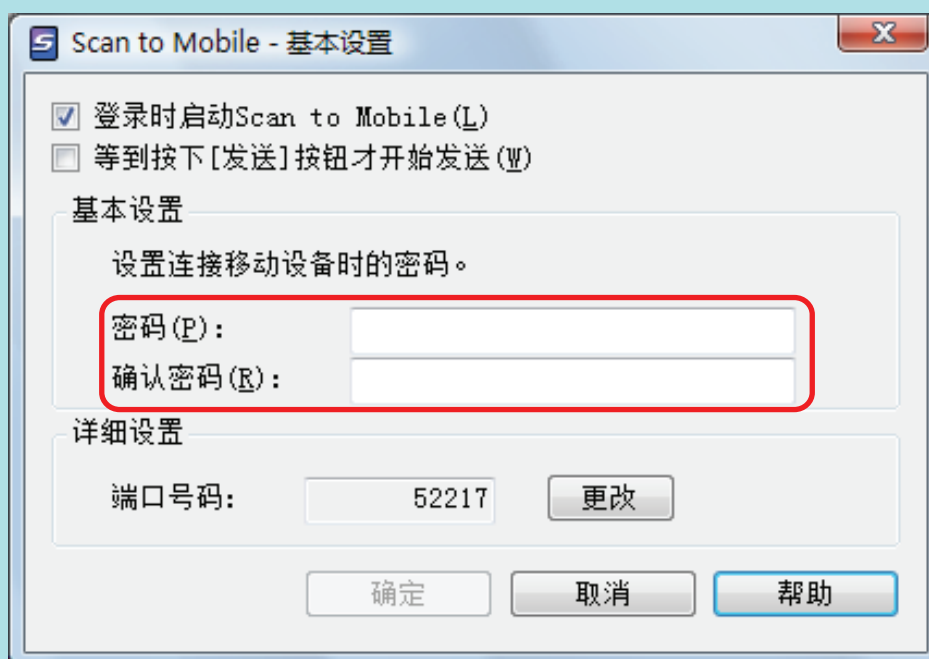 Scan to Mobile - 基本设置
登录时启动Scan to Mobile(L)
等到按下[发送]按钮才开始发送(W)
基本设置
设置连接移动设备时的密码。
密码(P):
确认密码(R):
详细设置
端口号码: 52217 更改
确定 取消 帮助